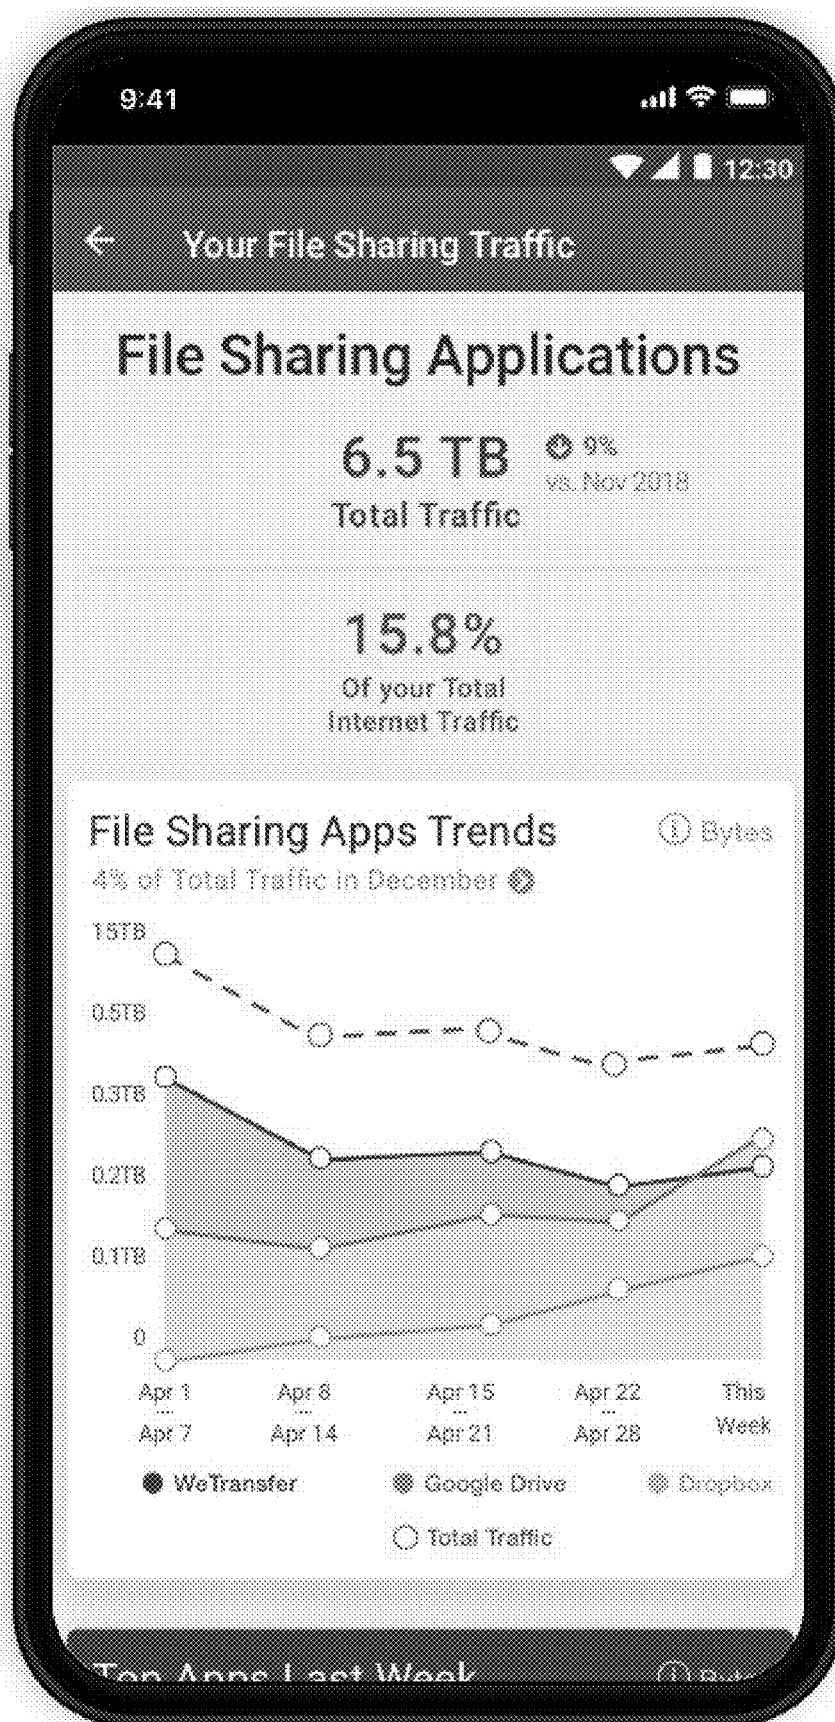 9:41
12:30
Your File Sharing Traffic
File Sharing Applications
6.5 TB
9%
vs. Nov 2018
Total Traffic
15.8%
Of your Total
Internet Traffic
File Sharing Apps Trends
Bytes
4% of Total Traffic in December
15TB
0.5TB
0.3TB
0.2TB
0.1TB
0
Apr 1 Apr 8 Apr 15 Apr 22 This
... ... ... ... Week
Apr 7 Apr 14 Apr 21 Apr 28
WeTransfer Google Drive Dropbox
Total Traffic
Top Apps Last Week